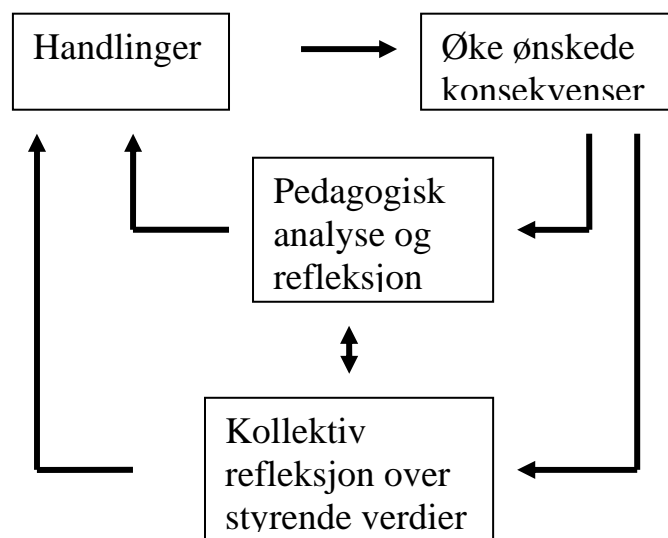 Handlinger
Øke ønskede
konsekvenser
Pedagogisk
analyse og
refleksjon
Kollektiv
refleksjon over
styrende verdier